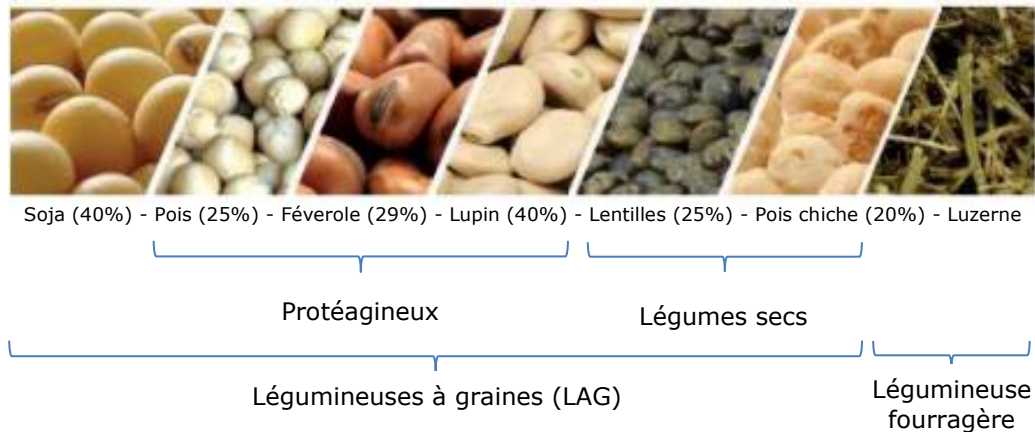 Soja (40%) - Pois (25%) - Féverole (29%) - Lupin (40%) - Lentilles (25%) - Pois chiche (20%) - Luzerne
Protéagineux
Légumes secs
Légumineuses à graines (LAG)
Légumineuse
fourragère